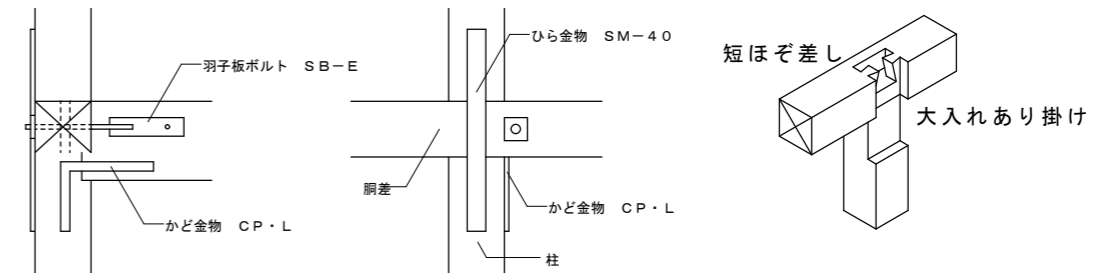 羽子板ボルト　ＳＢ－Ｅ
かど金物　ＣＰ・Ｌ
ひら金物　ＳＭ－４０
胴差
かど金物　ＣＰ・Ｌ
柱
短ほぞ差し
大入れあり掛け